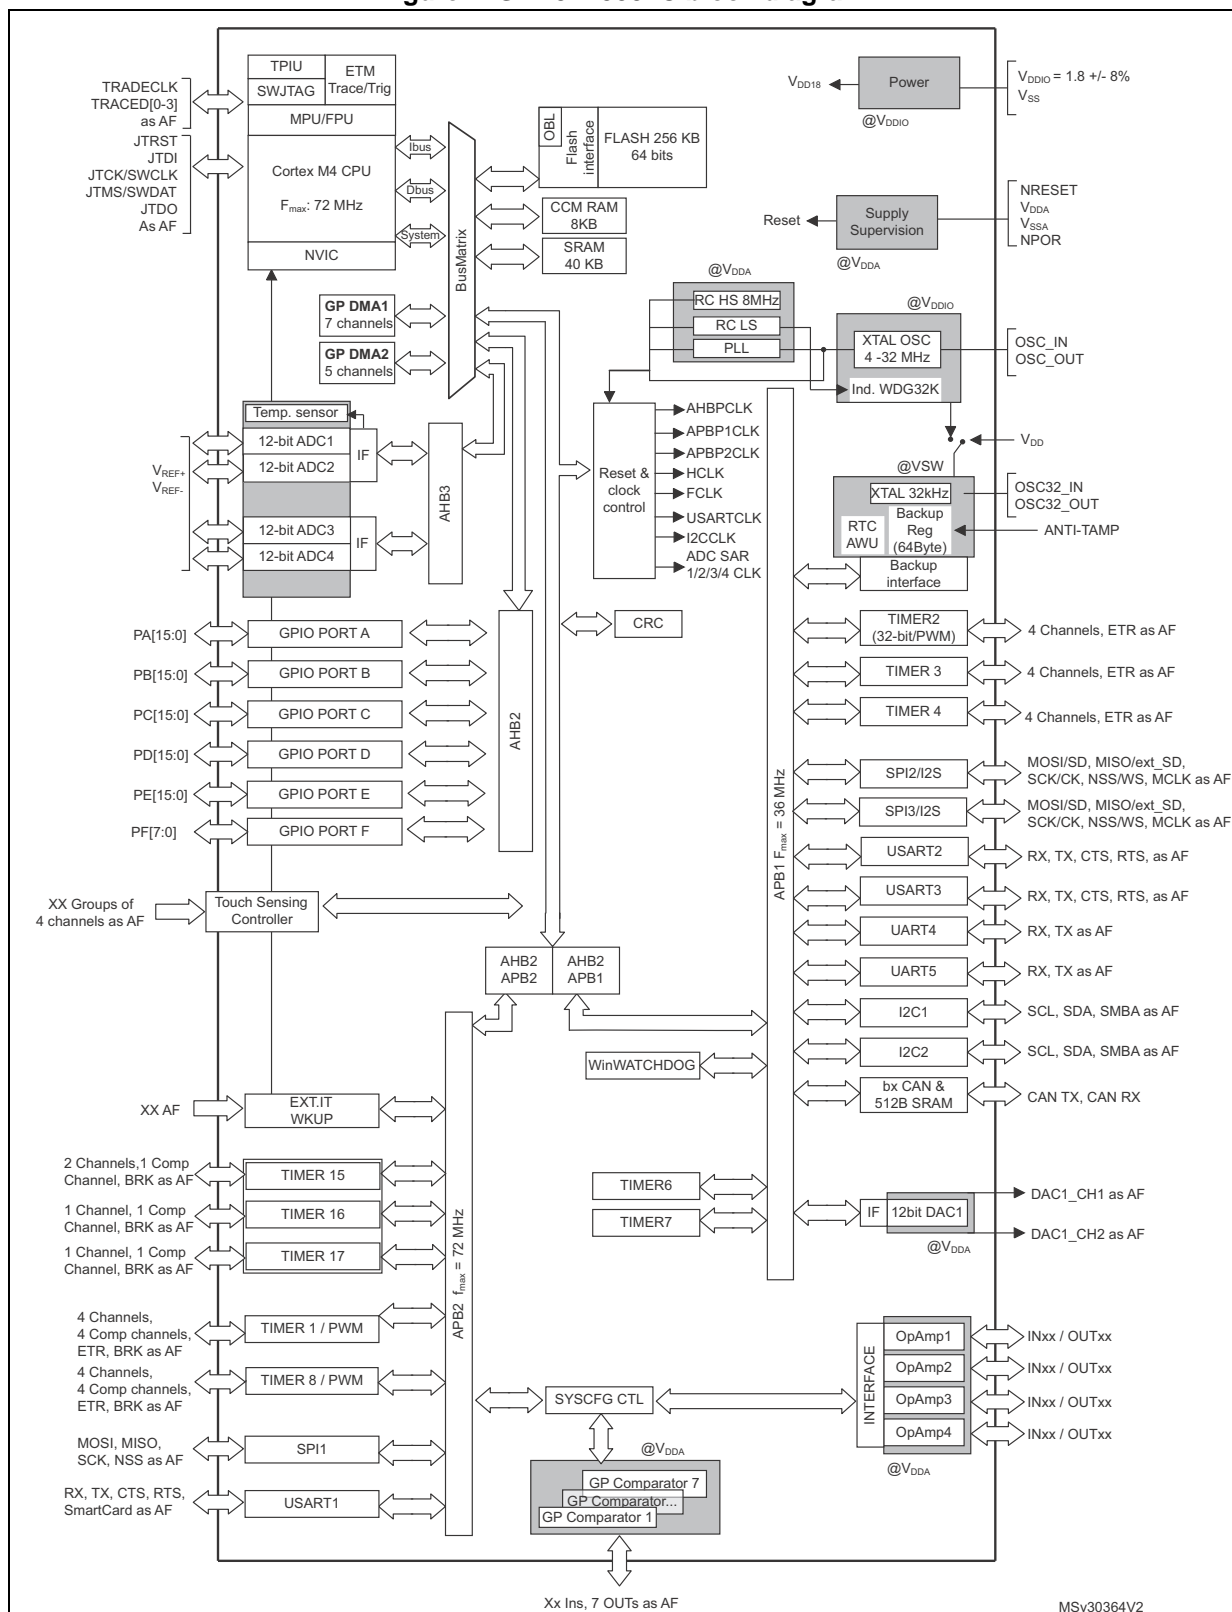 TPIU
SWJTAG
ETM
Trace/Trig
MPU/FPU
Cortex M4 CPU
Fmax: 72 MHz
NVIC
TRADECLK
TRACED[0-3]
as AF
JTRST
JTDI
JTCK/SWCLK
JTMS/SWDAT
JTDO
As AF
Ibus
Dbus
System
BusMatrix
OBL
Flash
interface
FLASH 256 KB
64 bits
CCM RAM
8KB
SRAM
40 KB
GP DMA1
7 channels
GP DMA2
5 channels
VDD18
Power
@VDDIO
VDDIO = 1.8 +/- 8%
VSS
Reset
Supply
Supervision
@VDDA
NRESET
VDDA
VSSA
NPOR
@VDDA
RC HS 8MHz
RC LS
PLL
@VDDIO
XTAL OSC
4 -32 MHz
Ind. WDG32K
OSC_IN
OSC_OUT
VDD
@VSW
XTAL 32kHz
RTC
AWU
Backup
Reg
(64Byte)
Backup
interface
OSC32_IN
OSC32_OUT
ANTI-TAMP
Reset &
clock
control
AHBPCLK
APBP1CLK
APBP2CLK
HCLK
FCLK
USARTCLK
I2CCLK
ADC SAR
1/2/3/4 CLK
Temp. sensor
12-bit ADC1
12-bit ADC2
IF
VREF+
VREF-
12-bit ADC3
12-bit ADC4
IF
AHB3
CRC
PA[15:0]
GPIO PORT A
PB[15:0]
GPIO PORT B
PC[15:0]
GPIO PORT C
PD[15:0]
GPIO PORT D
PE[15:0]
GPIO PORT E
PF[7:0]
GPIO PORT F
AHB2
XX Groups of
4 channels as AF
Touch Sensing
Controller
AHB2
APB2
AHB2
APB1
APB1 Fmax = 36 MHz
TIMER2
(32-bit/PWM)
4 Channels, ETR as AF
TIMER 3
4 Channels, ETR as AF
TIMER 4
4 Channels, ETR as AF
SPI2/I2S
MOSI/SD, MISO/ext_SD,
SCK/CK, NSS/WS, MCLK as AF
SPI3/I2S
MOSI/SD, MISO/ext_SD,
SCK/CK, NSS/WS, MCLK as AF
USART2
RX, TX, CTS, RTS, as AF
USART3
RX, TX, CTS, RTS, as AF
UART4
RX, TX as AF
UART5
RX, TX as AF
I2C1
SCL, SDA, SMBA as AF
I2C2
SCL, SDA, SMBA as AF
bx CAN &
512B SRAM
CAN TX, CAN RX
WinWATCHDOG
TIMER6
TIMER7
IF
12bit DAC1
@VDDA
DAC1_CH1 as AF
DAC1_CH2 as AF
XX AF
EXT.IT
WKUP
2 Channels,1 Comp
Channel, BRK as AF
TIMER 15
1 Channel, 1 Comp
Channel, BRK as AF
TIMER 16
1 Channel, 1 Comp
Channel, BRK as AF
TIMER 17
4 Channels,
4 Comp channels,
ETR, BRK as AF
TIMER 1 / PWM
4 Channels,
4 Comp channels,
ETR, BRK as AF
TIMER 8 / PWM
MOSI, MISO,
SCK, NSS as AF
SPI1
RX, TX, CTS, RTS,
SmartCard as AF
USART1
APB2 fmax = 72 MHz
SYSCFG CTL
@VDDA
GP Comparator 7
GP Comparator...
GP Comparator 1
Xx Ins, 7 OUTs as AF
INTERFACE
OpAmp1
INxx / OUTxx
OpAmp2
INxx / OUTxx
OpAmp3
INxx / OUTxx
OpAmp4
INxx / OUTxx
@VDDA
MSv30364V2